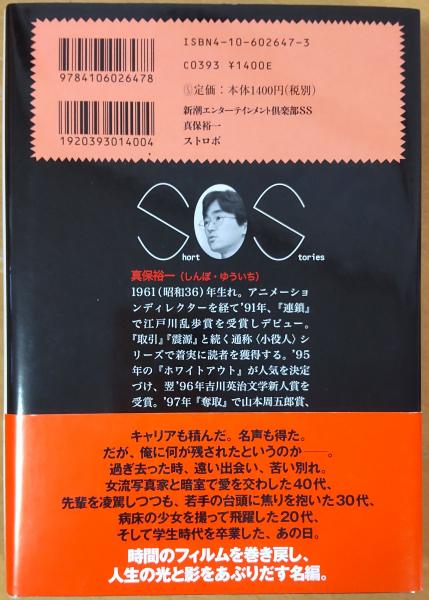 ISBN4-10-602647-3
C0393 ¥1400E
Ⓢ定価：本体1400円(税別)
新潮エンターテインメント倶楽部SS
真保裕一
ストロボ
9784106026478
1920393014004
Short Stories
真保裕一（しんぽ・ゆういち）
1961（昭和36）年生れ。アニメーショ
ンディレクターを経て'91年、『連鎖』
で江戸川乱歩賞を受賞しデビュー。
『取引』『震源』と続く通称〈小役人〉シ
リーズで着実に読者を獲得する。'95
年の『ホワイトアウト』が人気を決定
づけ、翌'96年吉川英治文学新人賞を
受賞。'97年『奪取』で山本周五郎賞、
キャリアも積んだ。名声も得た。
だが、俺に何が残されたというのか──。
過ぎ去った時、遠い出会い、苦い別れ。
女流写真家と暗室で愛を交わした40代、
先輩を凌駕しつつも、若手の台頭に焦りを抱いた30代、
病床の少女を撮って飛躍した20代、
そして学生時代を卒業した、あの日。
時間のフィルムを巻き戻し、
人生の光と影をあぶりだす名編。